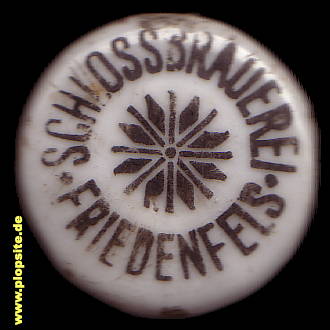 SCHLOSSBRAUEREI
· FRIEDENFELS ·
www.plopsite.de